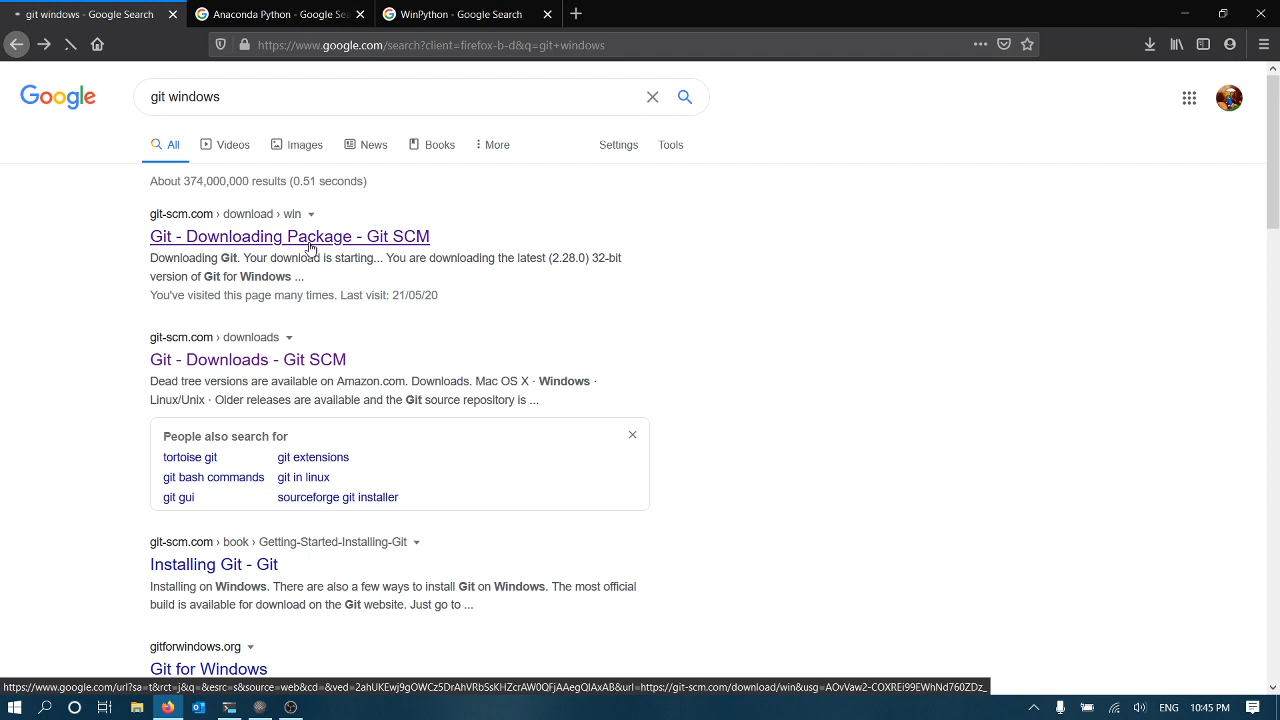 git windows - Google Search
Anaconda Python - Google Sea
WinPython - Google Search
https://www.google.com/search?client=firefox-b-d&q=git+windows
Google
git windows
All
Videos
Images
News
Books
More
Settings
Tools
About 374,000,000 results (0.51 seconds)
git-scm.com › download › win
Git - Downloading Package - Git SCM
Downloading Git. Your download is starting... You are downloading the latest (2.28.0) 32-bit
version of Git for Windows ...
You've visited this page many times. Last visit: 21/05/20
git-scm.com › downloads
Git - Downloads - Git SCM
Dead tree versions are available on Amazon.com. Downloads. Mac OS X · Windows ·
Linux/Unix · Older releases are available and the Git source repository is ...
People also search for
tortoise git
git extensions
git bash commands
git in linux
git gui
sourceforge git installer
git-scm.com › book › Getting-Started-Installing-Git
Installing Git - Git
Installing on Windows. There are also a few ways to install Git on Windows. The most official
build is available for download on the Git website. Just go to ...
gitforwindows.org
Git for Windows
https://www.google.com/url?sa=t&rct=j&q=&esrc=s&source=web&cd=&ved=2ahUKEwj9gOWCz5DrAhVRbSsKHZcrAW0QFjAAegQIAxAB&url=https://git-scm.com/download/win&usg=AOvVaw2-COXREi99EWhNd760ZDz_
ENG
10:45 PM